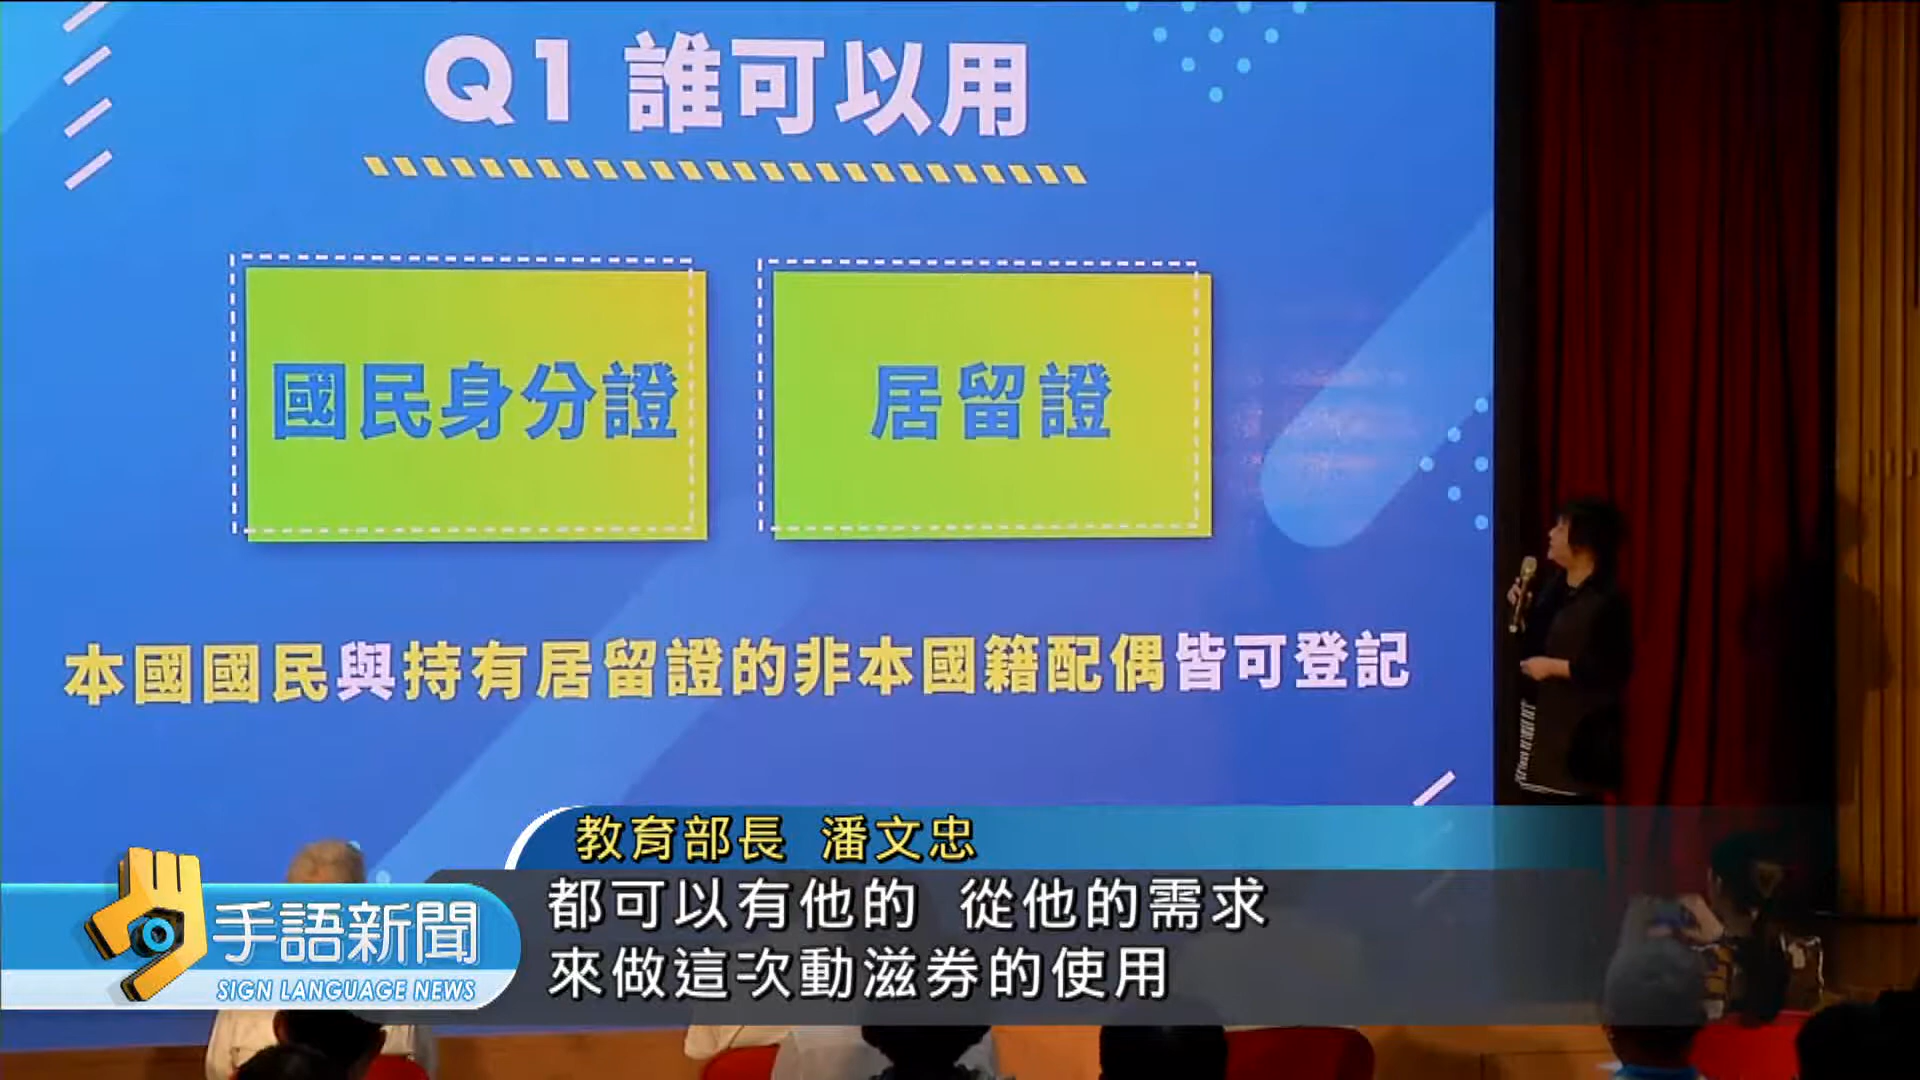 Q1 誰可以用
國民身分證
居留證
本國國民與持有居留證的非本國籍配偶皆可登記
教育部長 潘文忠
都可以有他的 從他的需求
來做這次動滋券的使用
手語新聞
SIGN LANGUAGE NEWS